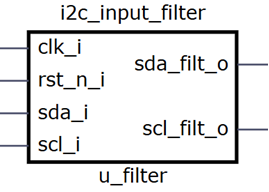 i2c_input_filter
clk_i
rst_n_i
sda_i
scl_i
sda_filt_o
scl_filt_o
u_filter